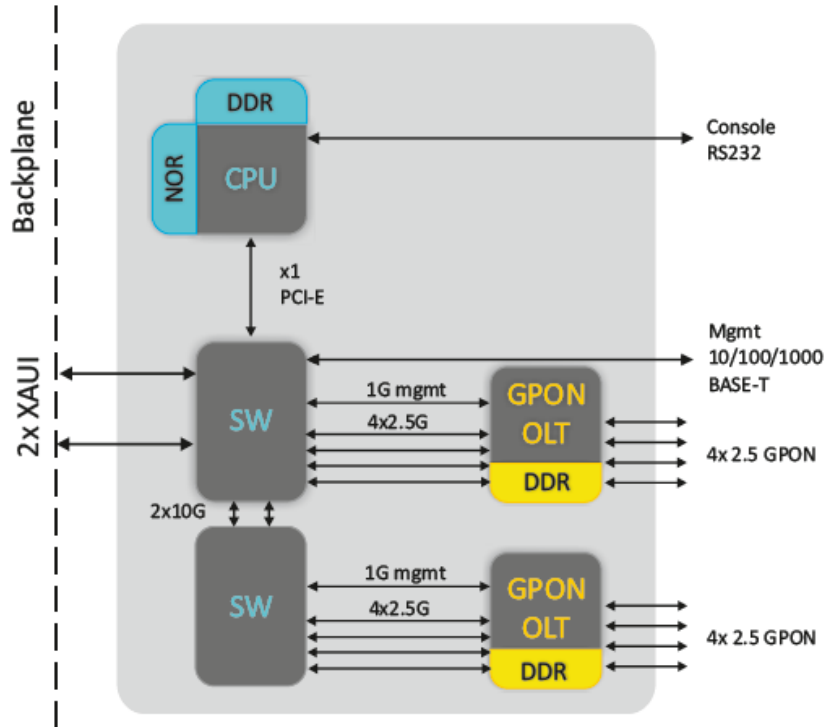 Backplane
2x XAUI
DDR
NOR
CPU
Console
RS232
x1
PCI-E
Mgmt
10/100/1000
BASE-T
SW
1G mgmt
4x2.5G
GPON
OLT
DDR
4x 2.5 GPON
2x10G
SW
1G mgmt
4x2.5G
GPON
OLT
DDR
4x 2.5 GPON